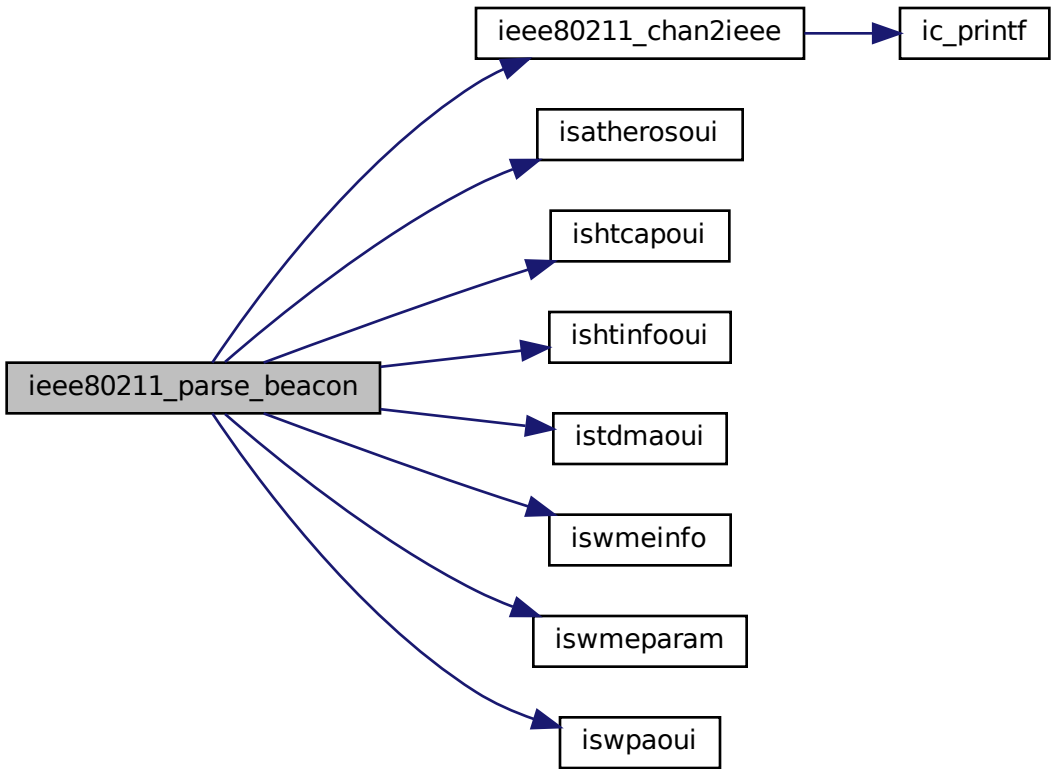 ieee80211_chan2ieee
ic_printf
isatherosoui
ishtcapoui
ishtinfooui
ieee80211_parse_beacon
istdmaoui
iswmeinfo
iswmeparam
iswpaoui